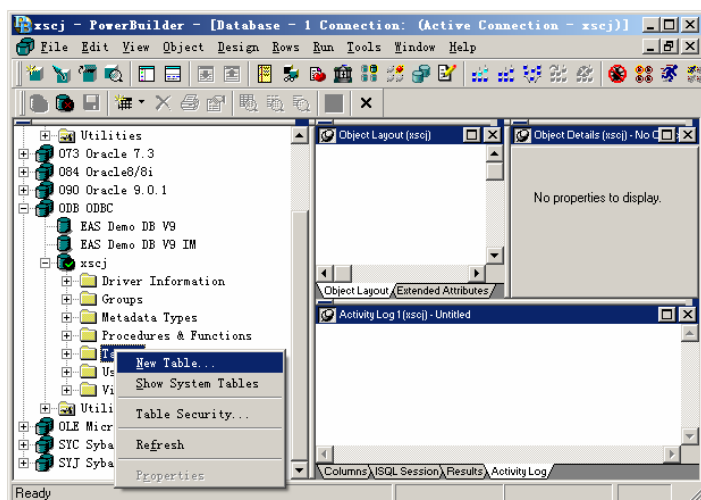 xscj - PowerBuilder - [Database - 1 Connection: (Active Connection - xscj)]
File Edit View Object Design Rows Run Tools Window Help
Utilities
O73 Oracle 7.3
O84 Oracle8/8i
O90 Oracle 9.0.1
ODB ODBC
EAS Demo DB V9
EAS Demo DB V9 IM
xscj
Driver Information
Groups
Metadata Types
Procedures & Functions
Utili
OLE Micr
SYC Syba
SYJ Syba
New Table...
Show System Tables
Table Security...
Refresh
Properties
Object Layout (xscj)
Object Layout Extended Attributes
Object Details (xscj) - No
No properties to display.
Activity Log 1 (xscj) - Untitled
Columns ISQL Session Results Activity Log
Ready